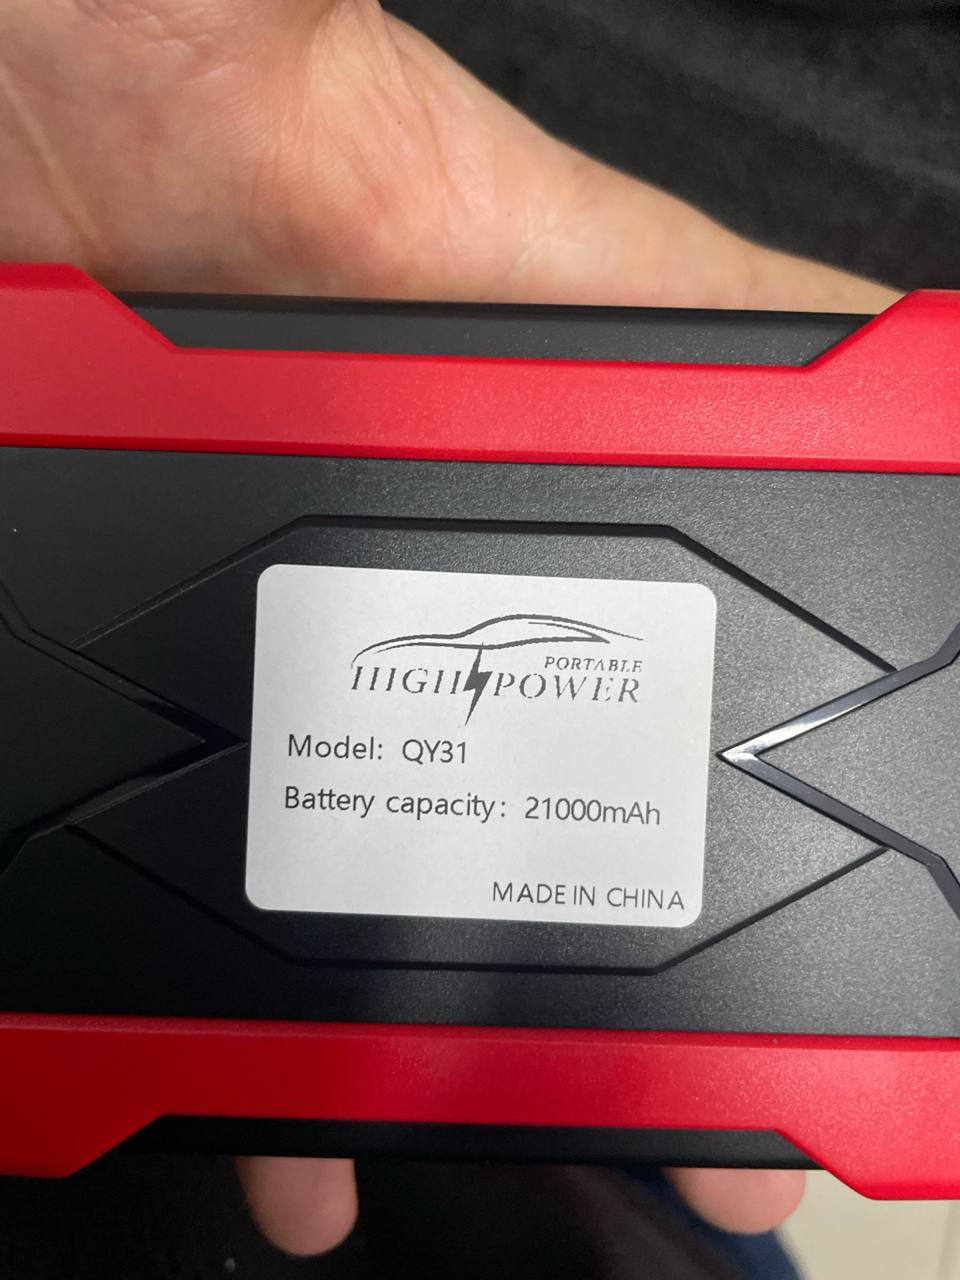 PORTABLE
HIGH POWER
Model: QY31
Battery capacity: 21000mAh
MADE IN CHINA